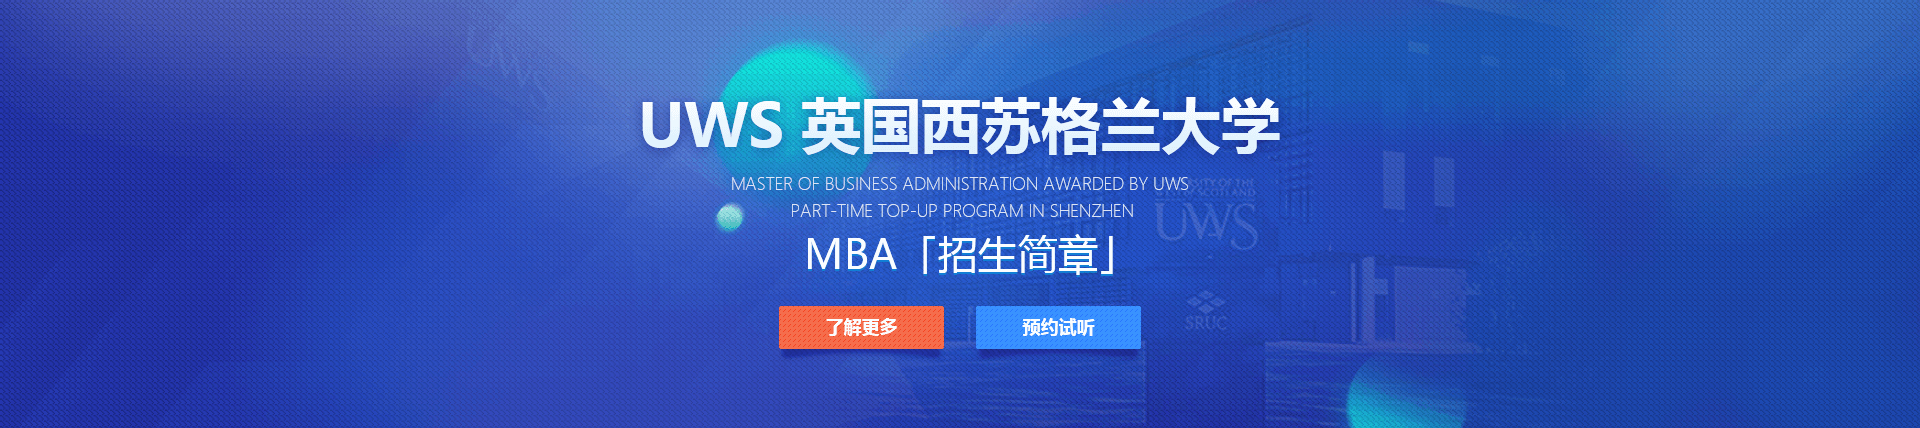 UWS 英国西苏格兰大学
MASTER OF BUSINESS ADMINISTRATION AWARDED BY UWS
PART-TIME TOP-UP PROGRAM IN SHENZHEN
MBA「招生简章」
了解更多 预约试听
UWS
UWS
SRUC